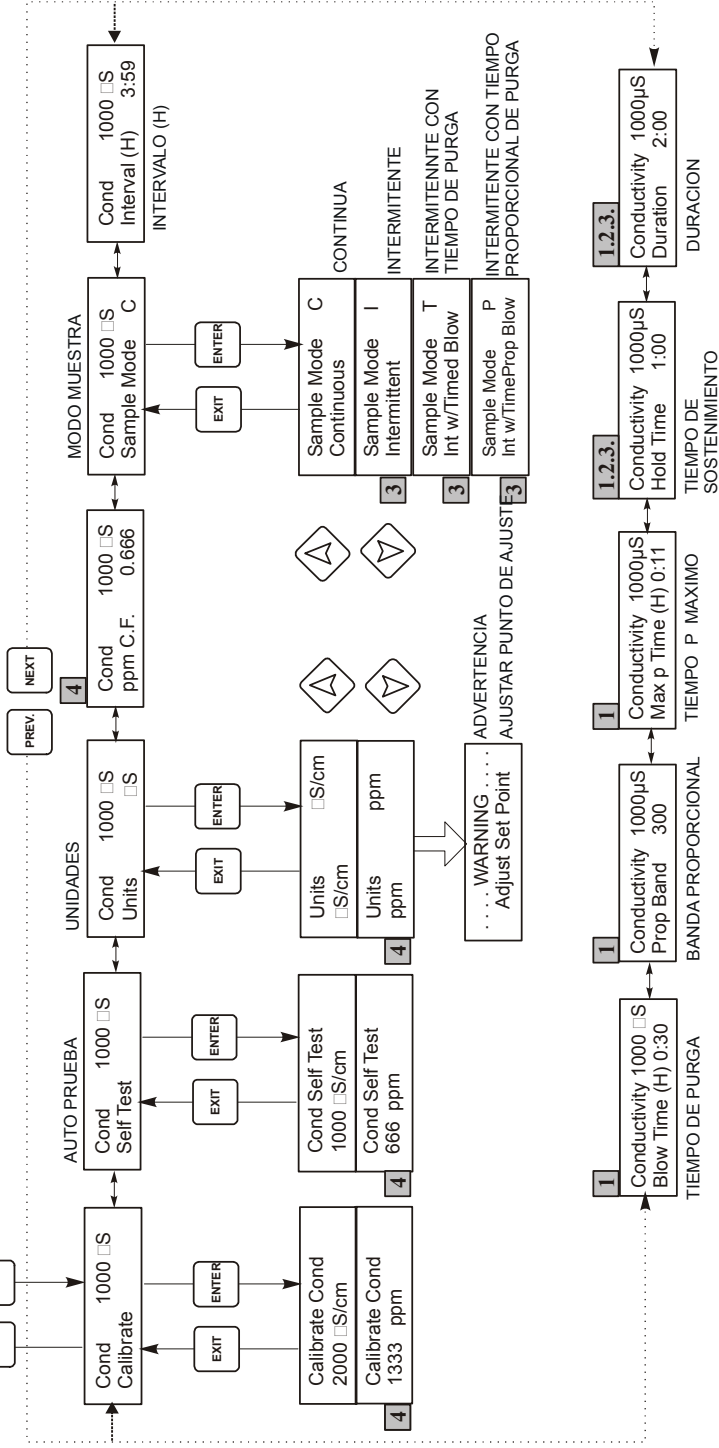 PREV.
NEXT
Cond 1000 □S
Calibrate
EXIT
ENTER
Calibrate Cond
2000 □S/cm
4
Calibrate Cond
1333 ppm
AUTO PRUEBA
Cond 1000 □S
Self Test
EXIT
ENTER
Cond Self Test
1000 □S/cm
4
Cond Self Test
666 ppm
UNIDADES
Cond 1000 □S
Units □S
EXIT
ENTER
Units □S/cm
□S/cm
4
Units ppm
ppm
. . . . WARNING . . . .
Adjust Set Point
ADVERTENCIA
AJUSTAR PUNTO DE AJUSTE
4
Cond 1000 □S
ppm C.F. 0.666
MODO MUESTRA
Cond 1000 □S
Sample Mode C
EXIT
ENTER
Sample Mode C
Continuous
CONTINUA
3
Sample Mode I
Intermittent
INTERMITENTE
3
Sample Mode T
Int w/Timed Blow
INTERMITENNTE CON
TIEMPO DE PURGA
3
Sample Mode P
Int w/TimeProp Blow
INTERMITENTE CON TIEMPO
PROPORCIONAL DE PURGA
Cond 1000 □S
Interval (H) 3:59
INTERVALO (H)
1
Conductivity 1000 □S
Blow Time (H) 0:30
TIEMPO DE PURGA
1
Conductivity 1000µS
Prop Band 300
BANDA PROPORCIONAL
1
Conductivity 1000µS
Max p Time (H) 0:11
TIEMPO P MAXIMO
1.2.3.
Conductivity 1000µS
Hold Time 1:00
TIEMPO DE
SOSTENIMIENTO
1.2.3.
Conductivity 1000µS
Duration 2:00
DURACION